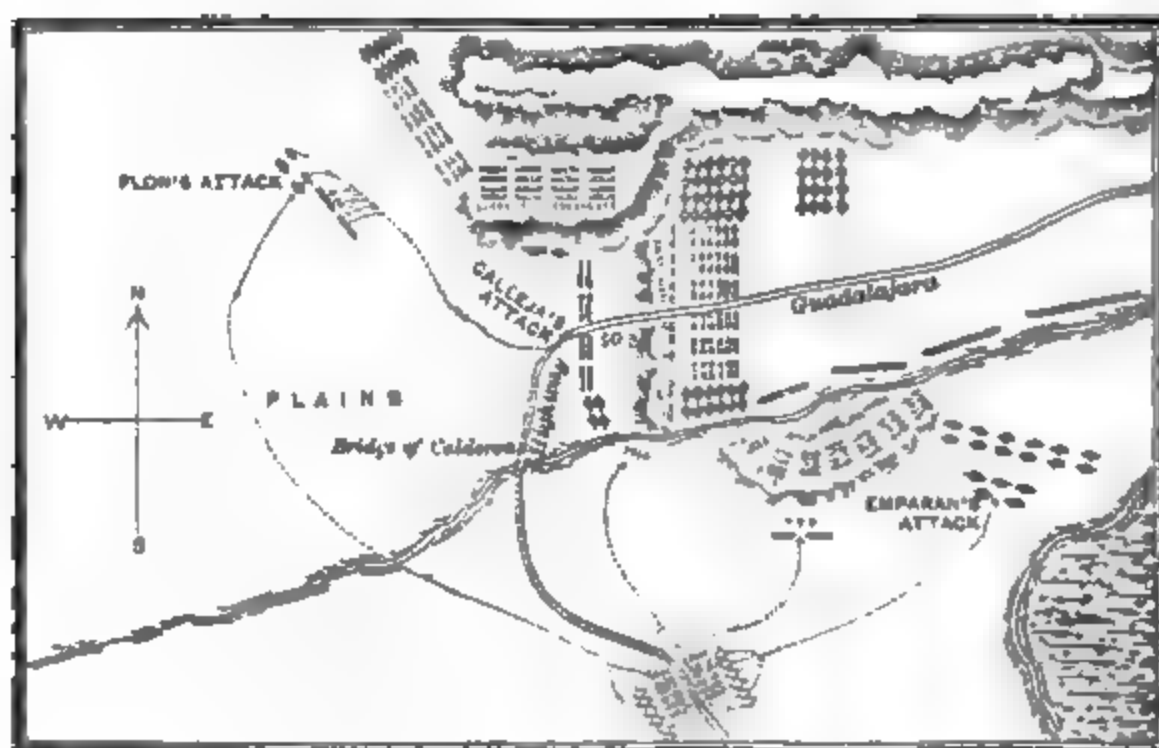 FLON'S ATTACK
CALLEJA'S
ATTACK
Guadalajara
N
W
E
S
PLAINS
Bridge of Calderon
EMPARAN'S
ATTACK